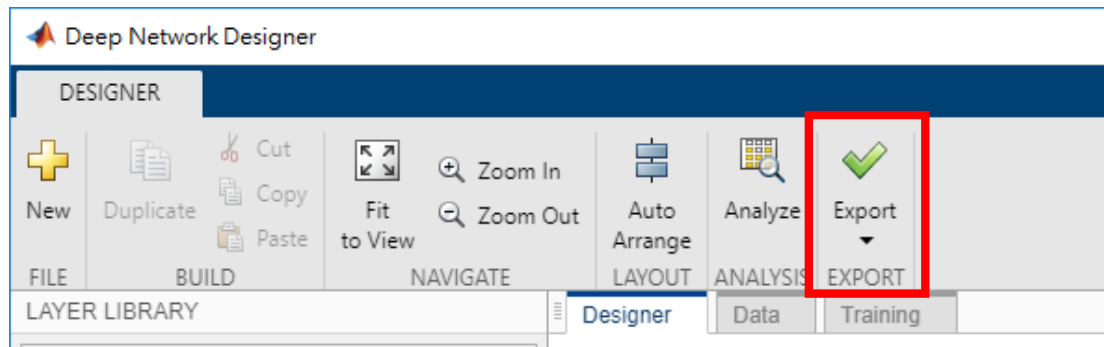 Deep Network Designer
DESIGNER
New
Duplicate
Cut
Copy
Paste
Fit
to View
Zoom In
Zoom Out
Auto
Arrange
Analyze
Export
FILE
BUILD
NAVIGATE
LAYOUT
ANALYSIS
EXPORT
LAYER LIBRARY
Designer
Data
Training